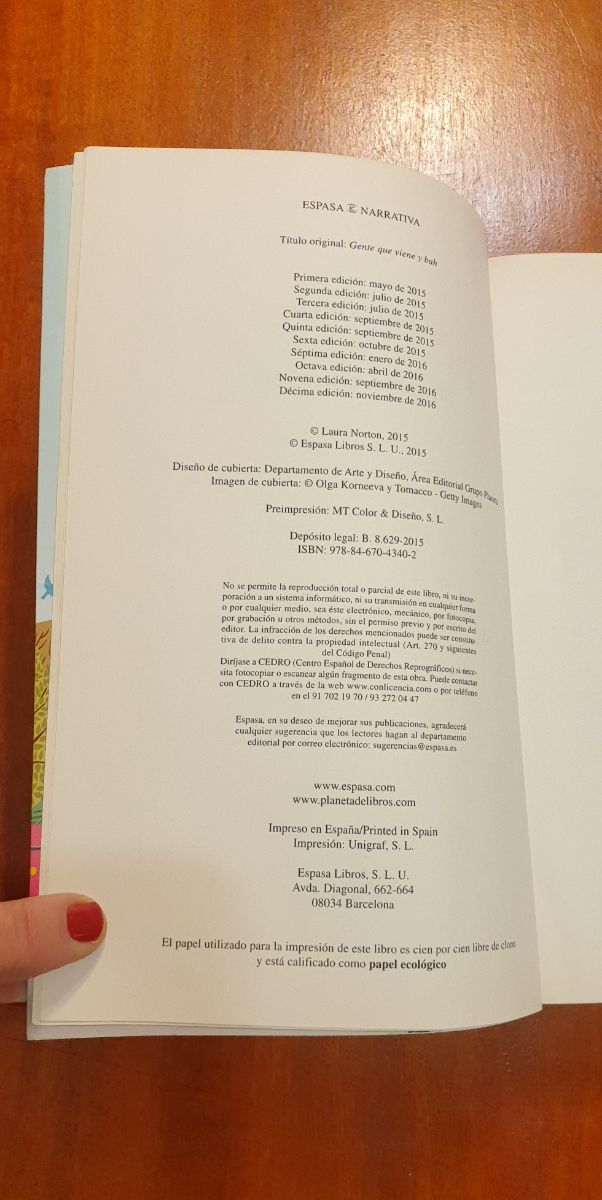 ESPASA NARRATIVA
Título original: Gente que viene y bah
Primera edición: mayo de 2015
Segunda edición: julio de 2015
Tercera edición: julio de 2015
Cuarta edición: septiembre de 2015
Quinta edición: septiembre de 2015
Sexta edición: octubre de 2015
Séptima edición: enero de 2016
Octava edición: abril de 2016
Novena edición: septiembre de 2016
Décima edición: noviembre de 2016
© Laura Norton, 2015
© Espasa Libros S. L. U., 2015
Diseño de cubierta: Departamento de Arte y Diseño, Área Editorial Grupo Planeta
Imagen de cubierta: © Olga Korneeva y Tomacco - Getty Images
Preimpresión: MT Color & Diseño, S. L.
Depósito legal: B. 8.629-2015
ISBN: 978-84-670-4340-2
No se permite la reproducción total o parcial de este libro, ni su incor-
poración a un sistema informático, ni su transmisión en cualquier forma
o por cualquier medio, sea éste electrónico, mecánico, por fotocopia,
por grabación u otros métodos, sin el permiso previo y por escrito del
editor. La infracción de los derechos mencionados puede ser constitu-
tiva de delito contra la propiedad intelectual (Art. 270 y siguientes
del Código Penal)
Diríjase a CEDRO (Centro Español de Derechos Reprográficos) si nece-
sita fotocopiar o escanear algún fragmento de esta obra. Puede contactar
con CEDRO a través de la web www.conlicencia.com o por teléfono
en el 91 702 19 70 / 93 272 04 47
Espasa, en su deseo de mejorar sus publicaciones, agradecerá
cualquier sugerencia que los lectores hagan al departamento
editorial por correo electrónico: sugerencias@espasa.es
www.espasa.com
www.planetadelibros.com
Impreso en España/Printed in Spain
Impresión: Unigraf, S. L.
Espasa Libros, S. L. U.
Avda. Diagonal, 662-664
08034 Barcelona
El papel utilizado para la impresión de este libro es cien por cien libre de cloro
y está calificado como papel ecológico